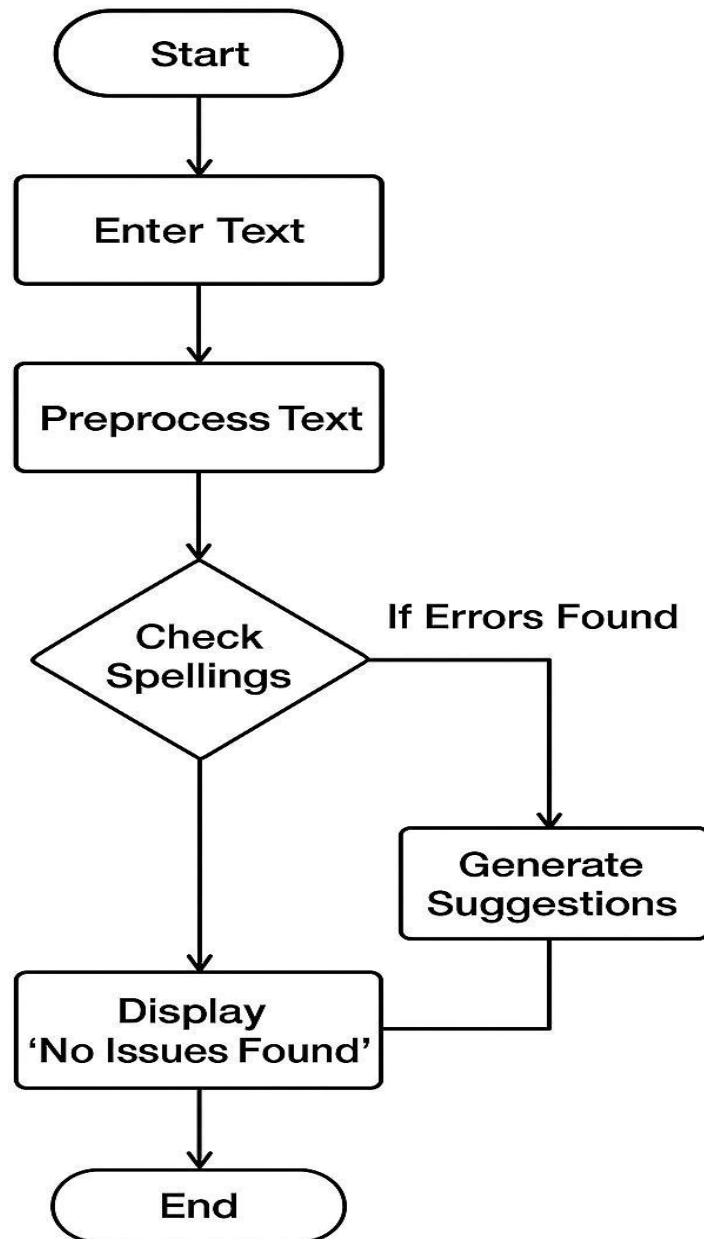 Start
Enter Text
Preprocess Text
Check
Spellings
If Errors Found
Generate
Suggestions
Display
‘No Issues Found’
End